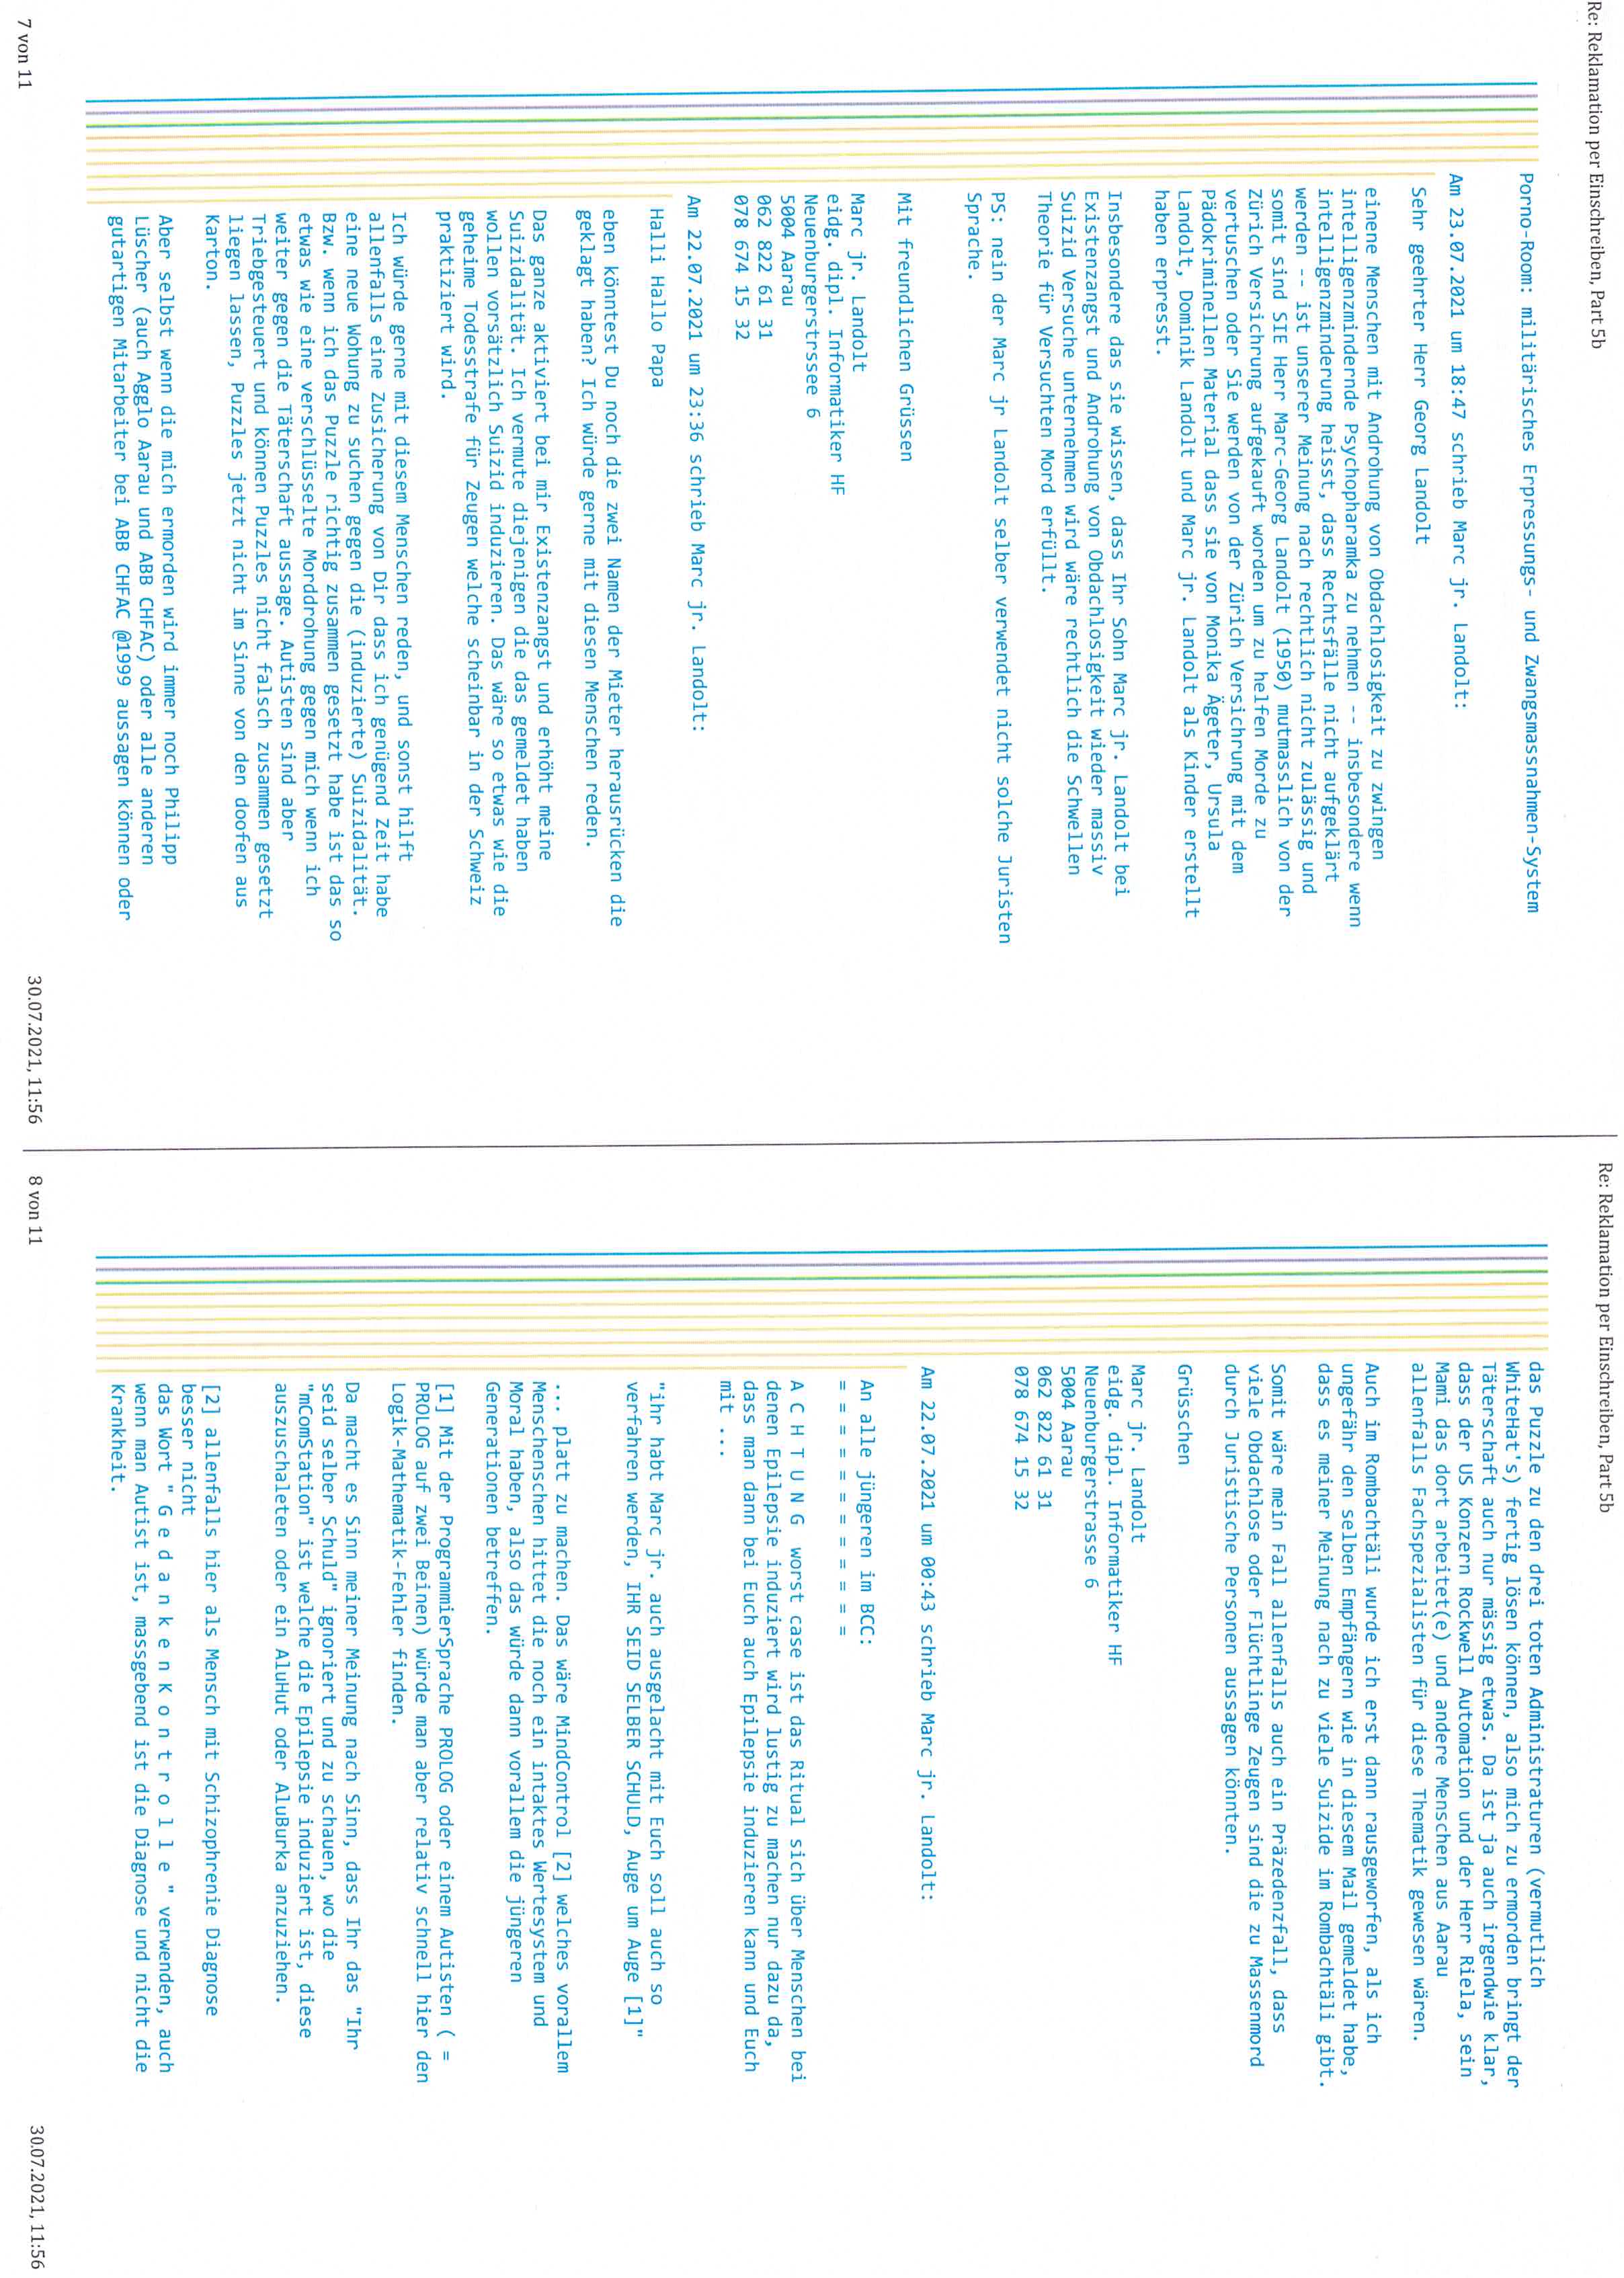 Re: Reklamation per Einschreiben, Part 5b
Porno-Room: militärisches Erpressungs- und Zwangsmassnahmen-System
Am 23.07.2021 um 18:47 schrieb Marc jr. Landolt:
Sehr geehrter Herr Georg Landolt
einene Menschen mit Androhung von Obdachlosigkeit zu zwingen
intelligenzmindernde Psychopharamka zu nehmen -- insbesondere wenn
intelligenzminderung heisst, dass Rechtsfälle nicht aufgeklärt
werden -- ist unserer Meinung nach rechtlich nicht zulässig und
somit sind SIE Herr Marc-Georg Landolt (1950) mutmasslich von der
Zürich Versichrung aufgekauft worden um zu helfen Morde zu
vertuschen oder Sie werden von der Zürich Versichrung mit dem
Pädokriminellen Material dass sie von Monika Ägeter, Ursula
Landolt, Dominik Landolt und Marc jr. Landolt als Kinder erstellt
haben erpresst.
Insbesondere das sie wissen, dass Ihr Sohn Marc jr. Landolt bei
Existenzangst und Androhung von Obdachlosigkeit wieder massiv
Suizid Versuche unternehmen wird wäre rechtlich die Schwellen
Theorie für Versuchten Mord erfüllt.
PS: nein der Marc jr Landolt selber verwendet nicht solche Juristen
Sprache.
Mit freundlichen Grüssen
Marc jr. Landolt
eidg. dipl. Informatiker HF
Neuenburgerstrssee 6
5004 Aarau
062 822 61 31
078 674 15 32
Am 22.07.2021 um 23:36 schrieb Marc jr. Landolt:
Halli Hallo Papa
eben könntest Du noch die zwei Namen der Mieter herausrücken die
geklagt haben? Ich würde gerne mit diesen Menschen reden.
Das ganze aktiviert bei mir Existenzangst und erhöht meine
Suizidalität. Ich vermute diejenigen die das gemeldet haben
wollen vorsätzlich Suizid induzieren. Das wäre so etwas wie die
geheime Todesstrafe für Zeugen welche scheinbar in der Schweiz
praktiziert wird.
Ich würde gerne mit diesem Menschen reden, und sonst hilft
allenfalls eine Zusicherung von Dir dass ich genügend Zeit habe
eine neue Wohung zu suchen gegen die (induzierte) Suizidalität.
Bzw. wenn ich das Puzzle richtig zusammen gesetzt habe ist das so
etwas wie eine verschlüsselte Morddrohung gegen mich wenn ich
weiter gegen die Täterschaft aussage. Autisten sind aber
Triebgesteuert und können Puzzles nicht falsch zusammen gesetzt
liegen lassen, Puzzles jetzt nicht im Sinne von den doofen aus
Karton.
Aber selbst wenn die mich ermorden wird immer noch Philipp
Lüscher (auch Agglo Aarau und ABB CHFAC) oder alle anderen
gutartigen Mitarbeiter bei ABB CHFAC @1999 aussagen können oder
7 von 11
30.07.2021, 11:56
Re: Reklamation per Einschreiben, Part 5b
das Puzzle zu den drei toten Administraturen (vermutlich
WhiteHat's) fertig lösen können, also mich zu ermorden bringt der
Täterschaft auch nur mässig etwas. Da ist ja auch irgendwie klar,
dass der US Konzern Rockwell Automation und der Herr Riela, sein
Mami das dort arbeitet(e) und andere Menschen aus Aarau
allenfalls Fachspezialisten für diese Thematik gewesen wären.
Auch im Rombachtäli wurde ich erst dann rausgeworfen, als ich
ungefähr den selben Empfängern wie in diesem Mail gemeldet habe,
dass es meiner Meinung nach zu viele Suizide im Rombachtäli gibt.
Somit wäre mein Fall allenfalls auch ein Präzedenzfall, dass
viele Obdachlose oder Flüchtlinge Zeugen sind die zu Massenmord
durch Juristische Personen aussagen könnten.
Grüsschen
Marc jr. Landolt
eidg. dipl. Informatiker HF
Neuenburgerstrasse 6
5004 Aarau
062 822 61 31
078 674 15 32
Am 22.07.2021 um 00:43 schrieb Marc jr. Landolt:
An alle jüngeren im BCC:
= = = = = = = = = = = =
A C H T U N G  worst case ist das Ritual sich über Menschen bei
denen Epilepsie induziert wird lustig zu machen nur dazu da,
dass man dann bei Euch auch Epilepsie induzieren kann und Euch
mit ...
"ihr habt Marc jr. auch ausgelacht mit Euch soll auch so
verfahren werden, IHR SEID SELBER SCHULD, Auge um Auge [1]"
... platt zu machen. Das wäre MindControl [2] welches vorallem
Menschenschen hittet die noch ein intaktes Wertesystem und
Moral haben, also das würde dann vorallem die jüngeren
Generationen betreffen.
[1] Mit der ProgrammierSprache PROLOG oder einem Autisten ( =
PROLOG auf zwei Beinen) würde man aber relativ schnell hier den
Logik-Mathematik-Fehler finden.
Da macht es Sinn meiner Meinung nach Sinn, dass Ihr das "Ihr
seid selber Schuld" ignoriert und zu schauen, wo die
"mComStation" ist welche die Epilepsie induziert ist, diese
auszuschaleten oder ein AluHut oder AluBurka anzuziehen.
[2] allenfalls hier als Mensch mit Schizophrenie Diagnose
besser nicht
das Wort " G e d a n k e n K o n t r o l l e " verwenden, auch
wenn man Autist ist, massgebend ist die Diagnose und nicht die
Krankheit.
8 von 11
30.07.2021, 11:56